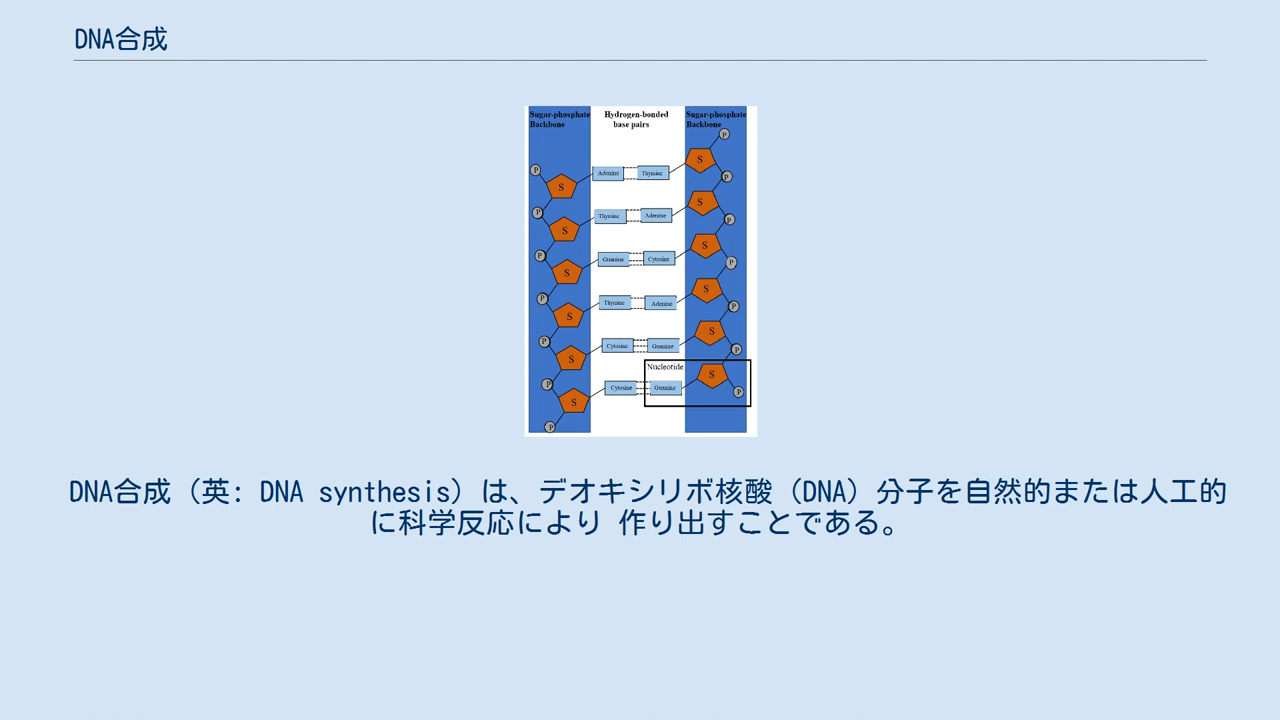 DNA合成
Sugar-phosphate Backbone
Hydrogen-bonded base pairs
Sugar-phosphate Backbone
P
P
S
Adenine
Thymine
S
P
P
S
Thymine
Adenine
S
P
P
S
Guanine
Cytosine
S
P
P
S
Thymine
Adenine
S
P
P
S
Cytosine
Guanine
S
P
Nucleotide
P
S
Cytosine
Guanine
S
P
P
DNA合成（英: DNA synthesis）は、デオキシリボ核酸（DNA）分子を自然的または人工的
に科学反応により 作り出すことである。